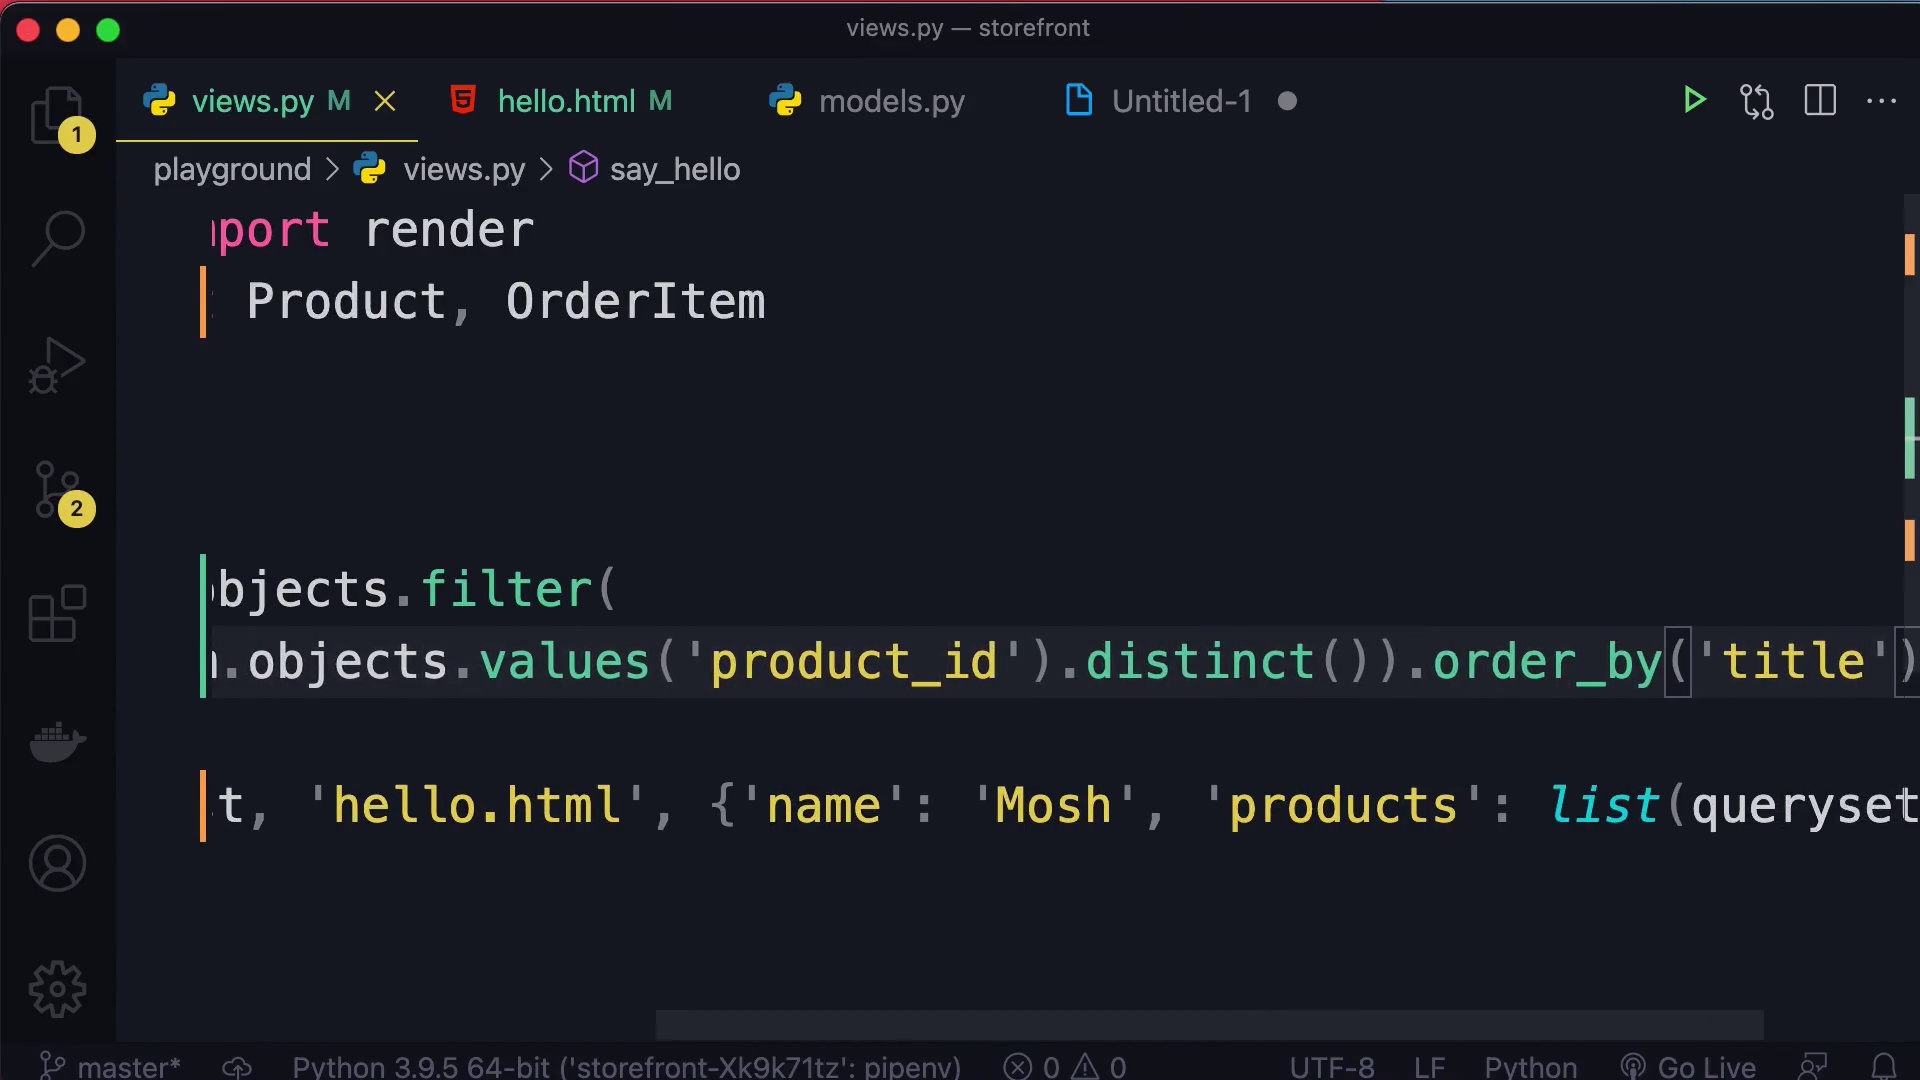 views.py — storefront
views.py M hello.html M models.py Untitled-1
1
playground > views.py > say_hello
port render
Product, OrderItem
2
bjects.filter(
.objects.values('product_id').distinct()).order_by('title')
t, 'hello.html', {'name': 'Mosh', 'products': list(queryset
master* Python 3.9.5 64-bit ('storefront-Xk9k71tz': pipenv) 0 0 UTF-8 LF Python Go Live